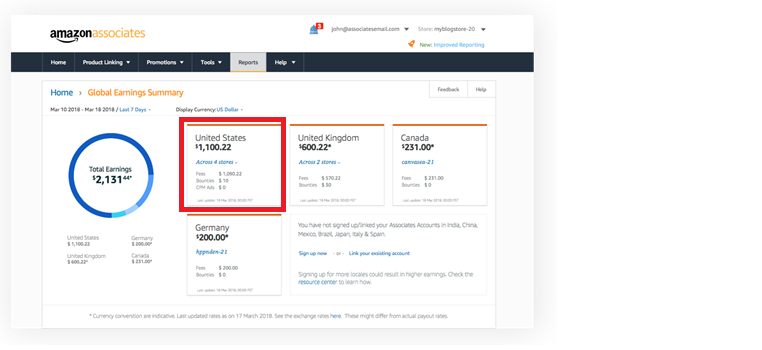 amazonassociates
3
john@associatesemail.com
Store: myblogstore-20
New: Improved Reporting
Home
Product Linking
Promotions
Tools
Reports
Help
Home › Global Earnings Summary
Feedback
Help
Mar 10 2018 - Mar 18 2018 / Last 7 Days
Display Currency: US Dollar
Total Earnings
$2,131.44*
United States
$ 1,100.22
Germany
$ 200.00*
United Kingdom
$ 600.22*
Canada
$ 231.00*
United States
$1,100.22
Across 4 stores
Fees $ 1,090.22
Bounties $ 10
CPM Ads $ 0
Last update: 18 Mar 2018, 00:00 PST
United Kingdom
$600.22*
Across 2 stores
Fees $ 570.22
Bounties $ 30
Last update: 18 Mar 2018, 00:00 PST
Canada
$231.00*
canvasea-21
Fees $ 231.00
Bounties $ 0
Last update: 18 Mar 2018, 00:00 PST
Germany
$200.00*
hppnden-21
Fees $ 200.00
Bounties $ 0
Last update: 18 Mar 2018, 00:00 PST
You have not signed up/linked your Associates Accounts in India, China,
Mexico, Brazil, Japan, Italy & Spain.
Sign up now - or - Link your existing account
Signing up for more locales could result in higher earnings. Check the
resource center to learn how.
* Currency converstion are indicative. Last updated rates as on 17 March 2018. See the exchange rates here. These might differ from actual payout rates.